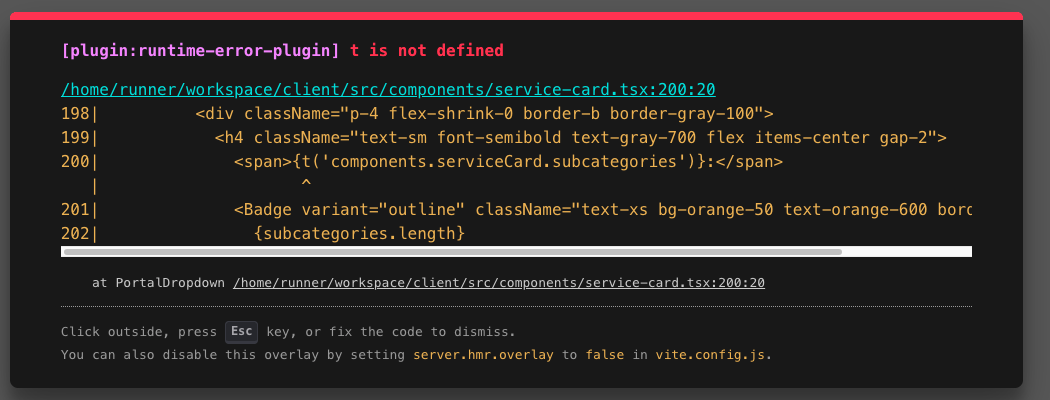 [plugin:runtime-error-plugin] t is not defined
/home/runner/workspace/client/src/components/service-card.tsx:200:20
198|          <div className="p-4 flex-shrink-0 border-b border-gray-100">
199|            <h4 className="text-sm font-semibold text-gray-700 flex items-center gap-2">
200|              <span>{t('components.serviceCard.subcategories')}:</span>
   |                     ^
201|              <Badge variant="outline" className="text-xs bg-orange-50 text-orange-600 bord
202|                {subcategories.length}
at PortalDropdown /home/runner/workspace/client/src/components/service-card.tsx:200:20
Click outside, press Esc key, or fix the code to dismiss.
You can also disable this overlay by setting server.hmr.overlay to false in vite.config.js.